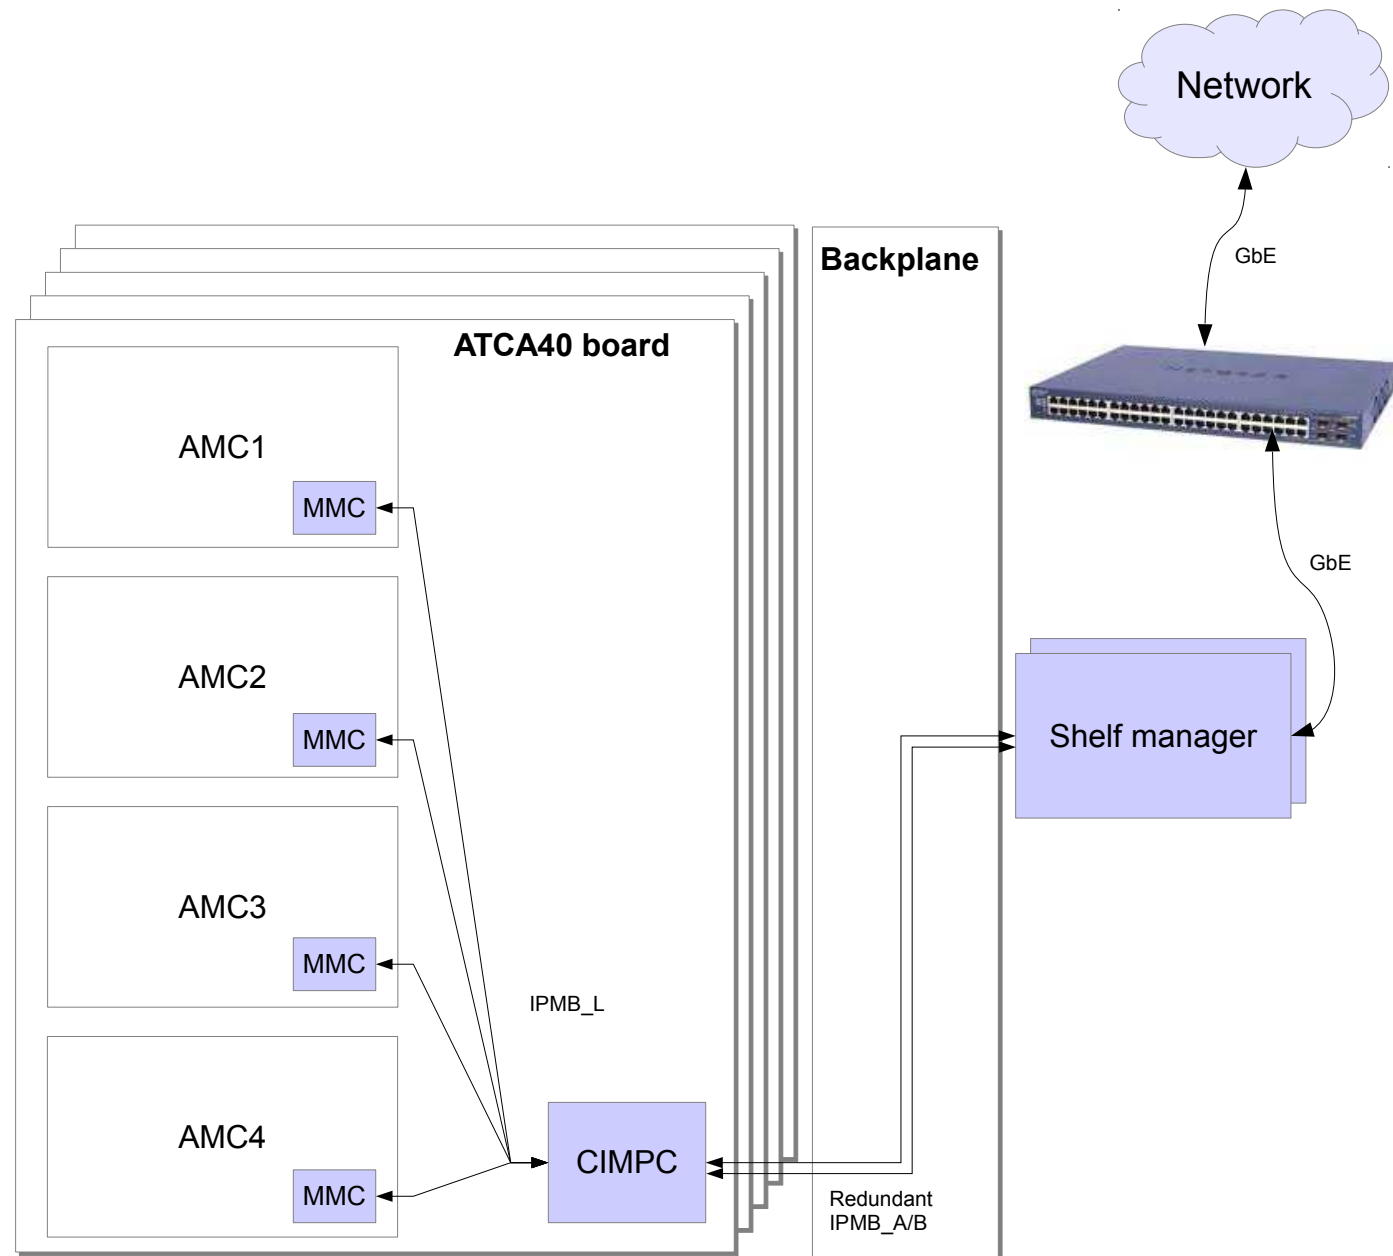 Network
GbE
Backplane
ATCA40 board
AMC1
MMC
GbE
AMC2
MMC
Shelf manager
AMC3
MMC
IPMB_L
AMC4
MMC
CIMPC
Redundant
IPMB_A/B